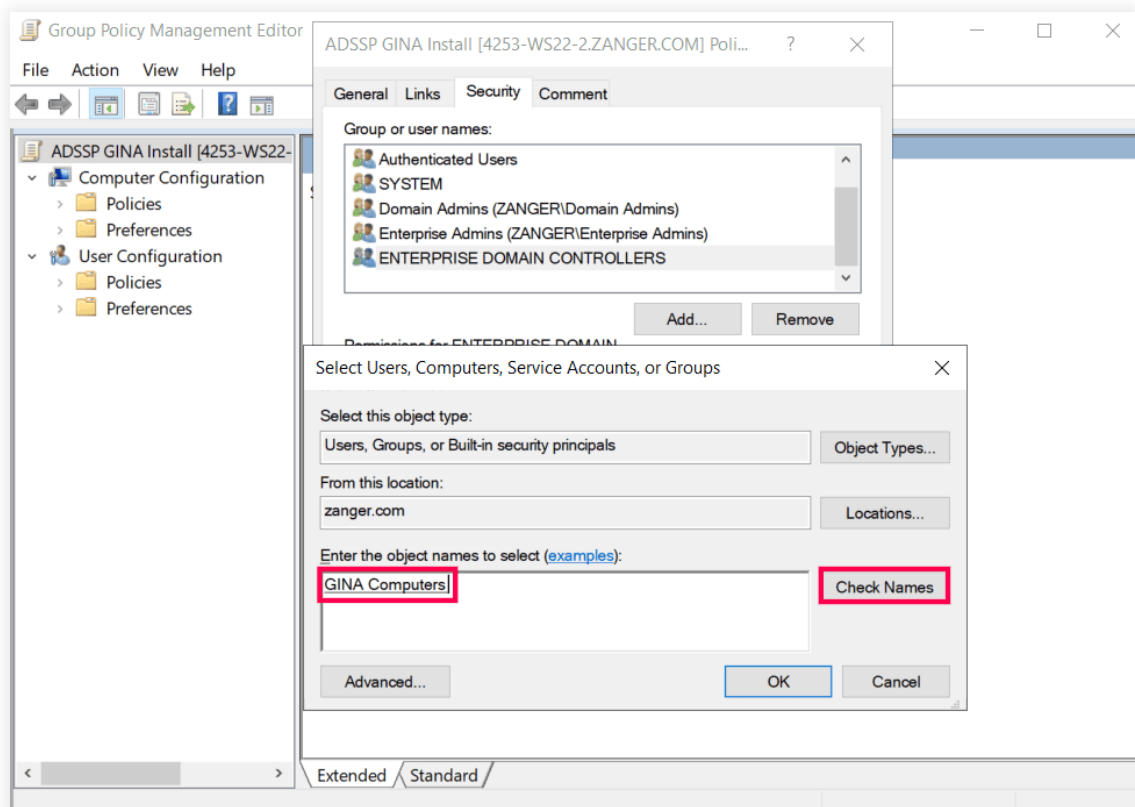 Group Policy Management Editor
File Action View Help
ADSSP GINA Install [4253-WS22-
Computer Configuration
Policies
Preferences
User Configuration
Policies
Preferences
ADSSP GINA Install [4253-WS22-2.ZANGER.COM] Poli... ?
General Links Security Comment
Group or user names:
Authenticated Users
SYSTEM
Domain Admins (ZANGER\Domain Admins)
Enterprise Admins (ZANGER\Enterprise Admins)
ENTERPRISE DOMAIN CONTROLLERS
Add... Remove
Permissions for ENTERPRISE DOMAIN
Select Users, Computers, Service Accounts, or Groups
Select this object type:
Users, Groups, or Built-in security principals Object Types...
From this location:
zanger.com Locations...
Enter the object names to select (examples):
GINA Computers Check Names
Advanced... OK Cancel
Extended Standard